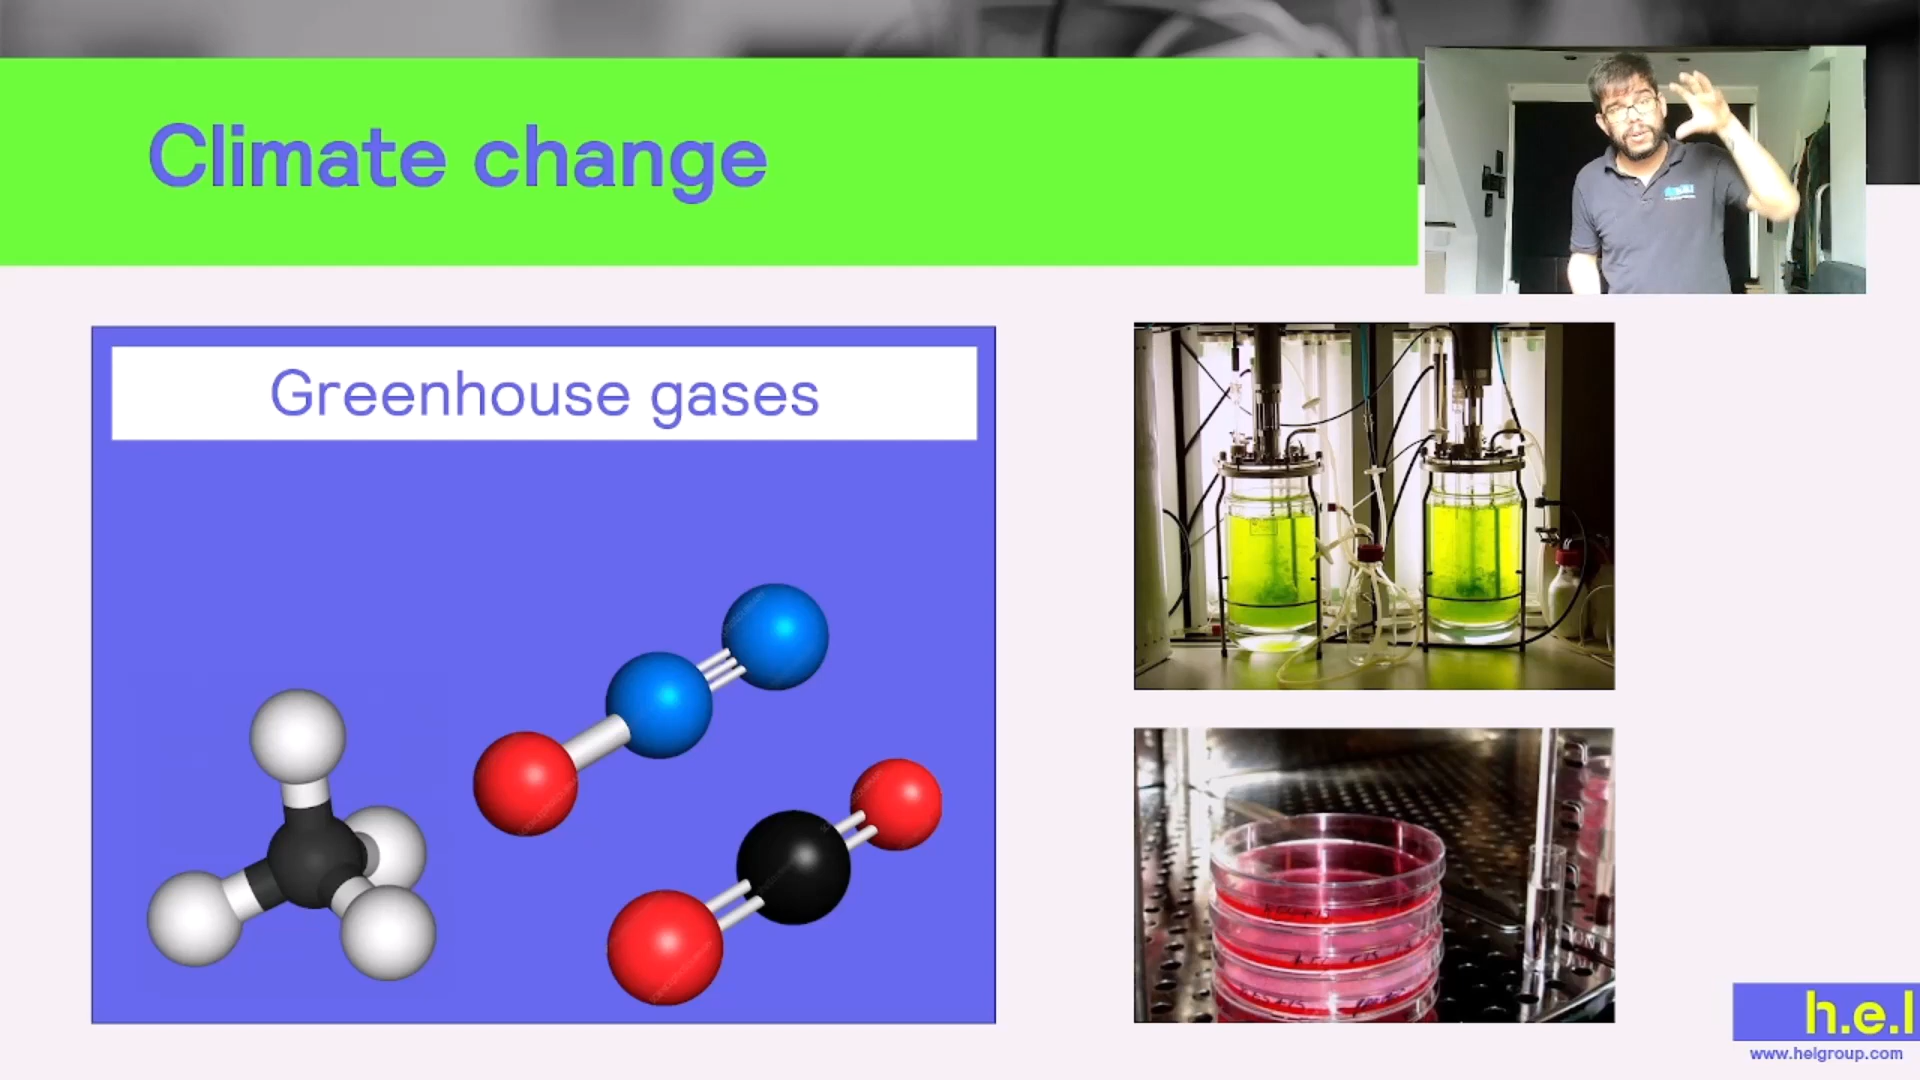 Climate change
Greenhouse gases
h.e.l
www.helgroup.com